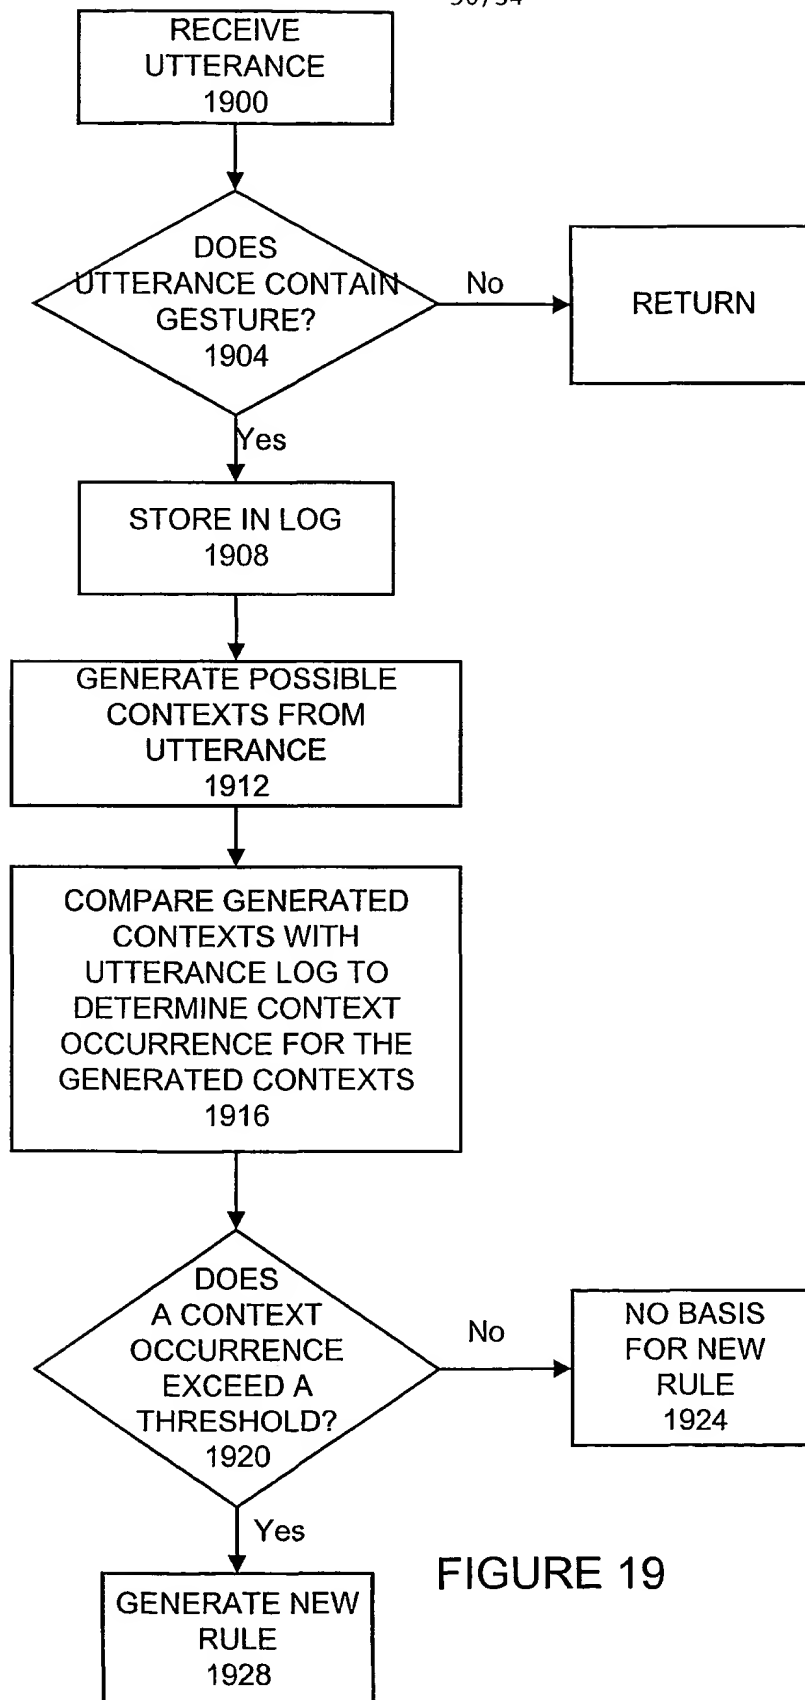 RECEIVE
UTTERANCE
1900
DOES
UTTERANCE CONTAIN
GESTURE?
1904
No
RETURN
Yes
STORE IN LOG
1908
GENERATE POSSIBLE
CONTEXTS FROM
UTTERANCE
1912
COMPARE GENERATED
CONTEXTS WITH
UTTERANCE LOG TO
DETERMINE CONTEXT
OCCURRENCE FOR THE
GENERATED CONTEXTS
1916
DOES
A CONTEXT
OCCURRENCE
EXCEED A
THRESHOLD?
1920
No
NO BASIS
FOR NEW
RULE
1924
Yes
GENERATE NEW
RULE
1928
FIGURE 19